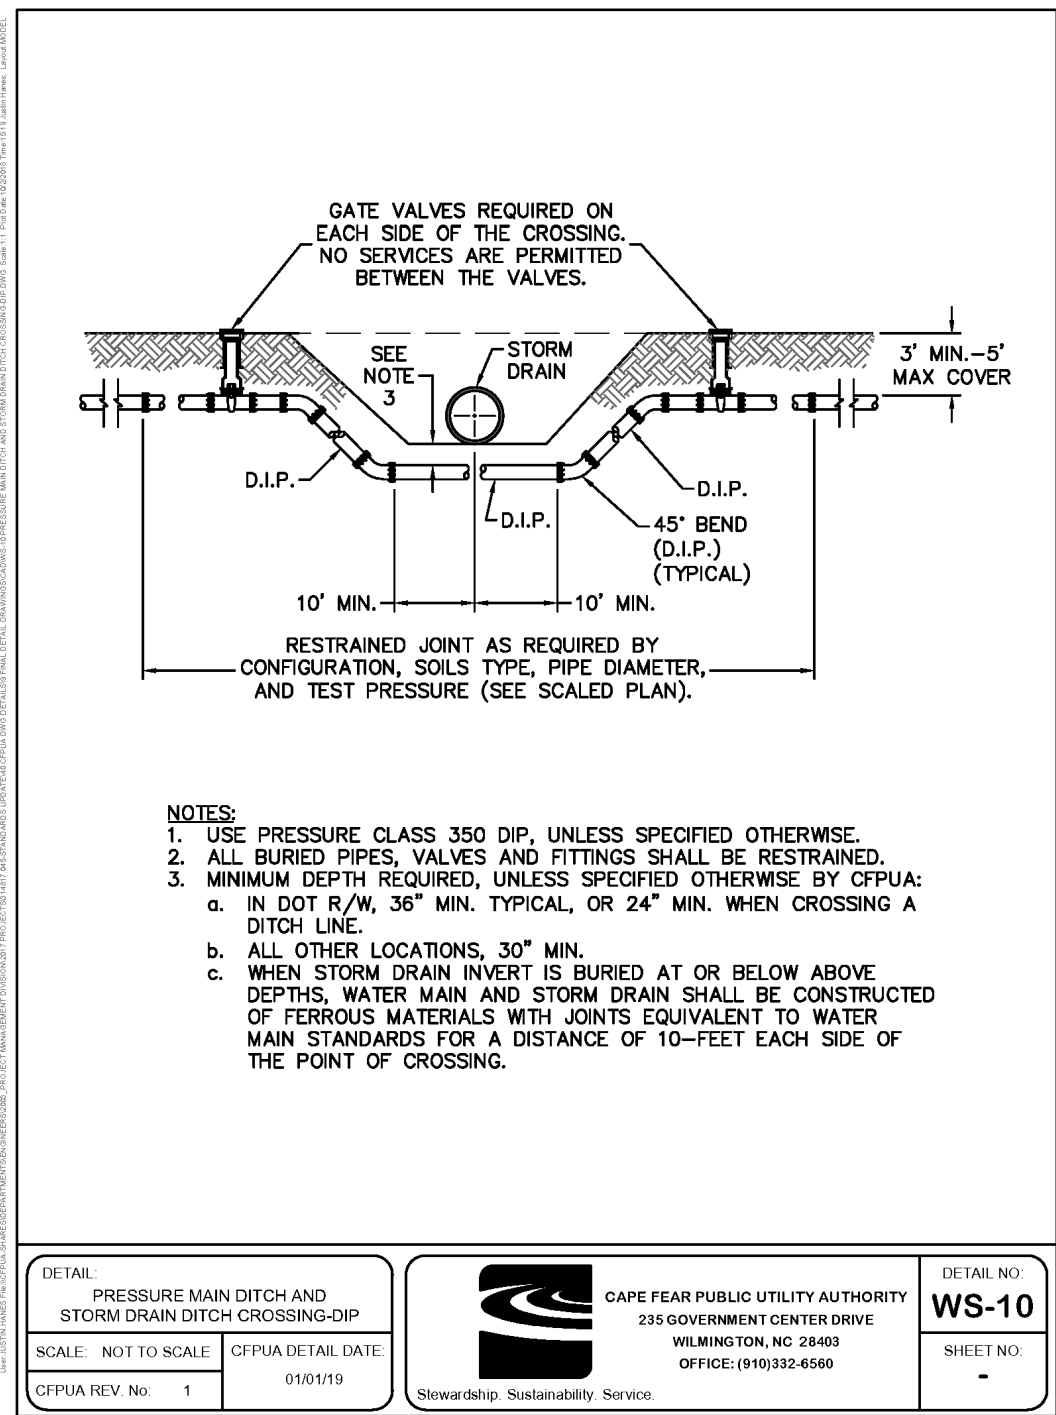 GATE VALVES REQUIRED ON
EACH SIDE OF THE CROSSING.
NO SERVICES ARE PERMITTED
BETWEEN THE VALVES.
SEE
NOTE
3
STORM
DRAIN
3' MIN.-5'
MAX COVER
D.I.P.
D.I.P.
D.I.P.
45° BEND
(D.I.P.)
(TYPICAL)
10' MIN.
10' MIN.
RESTRAINED JOINT AS REQUIRED BY
CONFIGURATION, SOILS TYPE, PIPE DIAMETER,
AND TEST PRESSURE (SEE SCALED PLAN).
NOTES:
1. USE PRESSURE CLASS 350 DIP, UNLESS SPECIFIED OTHERWISE.
2. ALL BURIED PIPES, VALVES AND FITTINGS SHALL BE RESTRAINED.
3. MINIMUM DEPTH REQUIRED, UNLESS SPECIFIED OTHERWISE BY CFPUA:
a. IN DOT R/W, 36" MIN. TYPICAL, OR 24" MIN. WHEN CROSSING A
DITCH LINE.
b. ALL OTHER LOCATIONS, 30" MIN.
c. WHEN STORM DRAIN INVERT IS BURIED AT OR BELOW ABOVE
DEPTHS, WATER MAIN AND STORM DRAIN SHALL BE CONSTRUCTED
OF FERROUS MATERIALS WITH JOINTS EQUIVALENT TO WATER
MAIN STANDARDS FOR A DISTANCE OF 10-FEET EACH SIDE OF
THE POINT OF CROSSING.
DETAIL:
PRESSURE MAIN DITCH AND
STORM DRAIN DITCH CROSSING-DIP
SCALE: NOT TO SCALE
CFPUA DETAIL DATE:
01/01/19
CFPUA REV. No: 1
Stewardship. Sustainability. Service.
CAPE FEAR PUBLIC UTILITY AUTHORITY
235 GOVERNMENT CENTER DRIVE
WILMINGTON, NC 28403
OFFICE: (910)332-6560
DETAIL NO:
WS-10
SHEET NO:
-